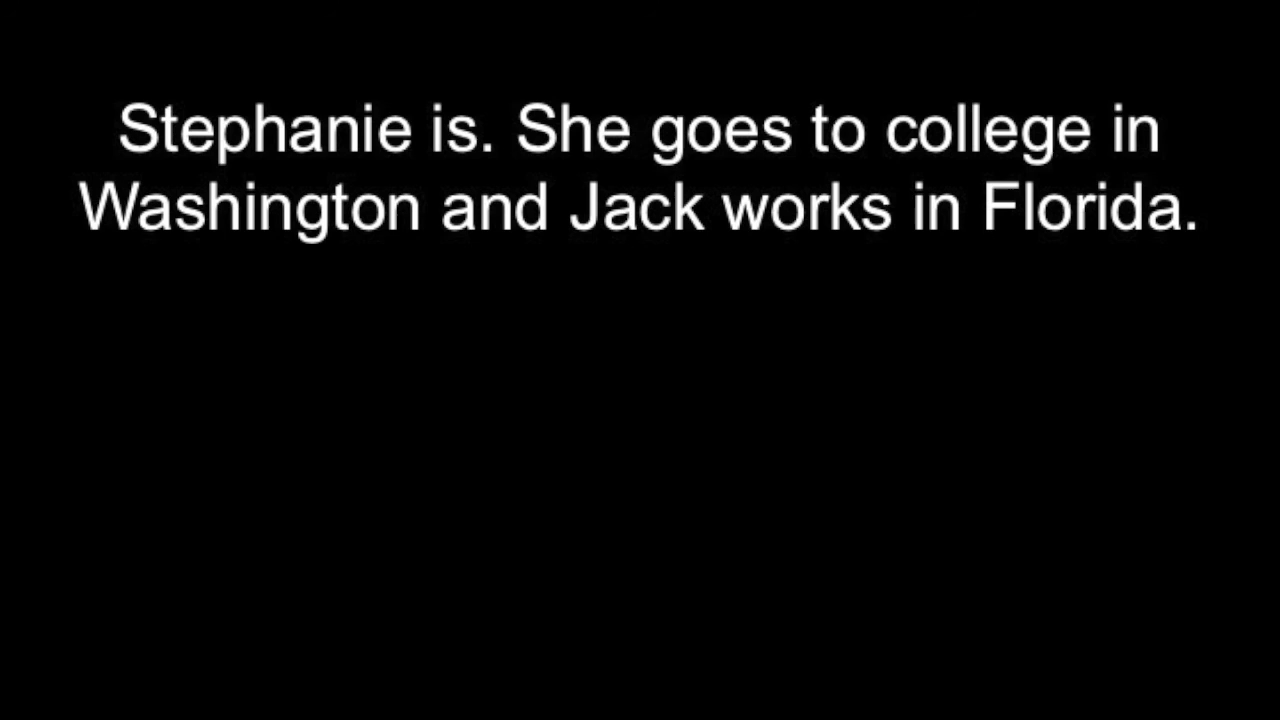 Stephanie is. She goes to college in
Washington and Jack works in Florida.